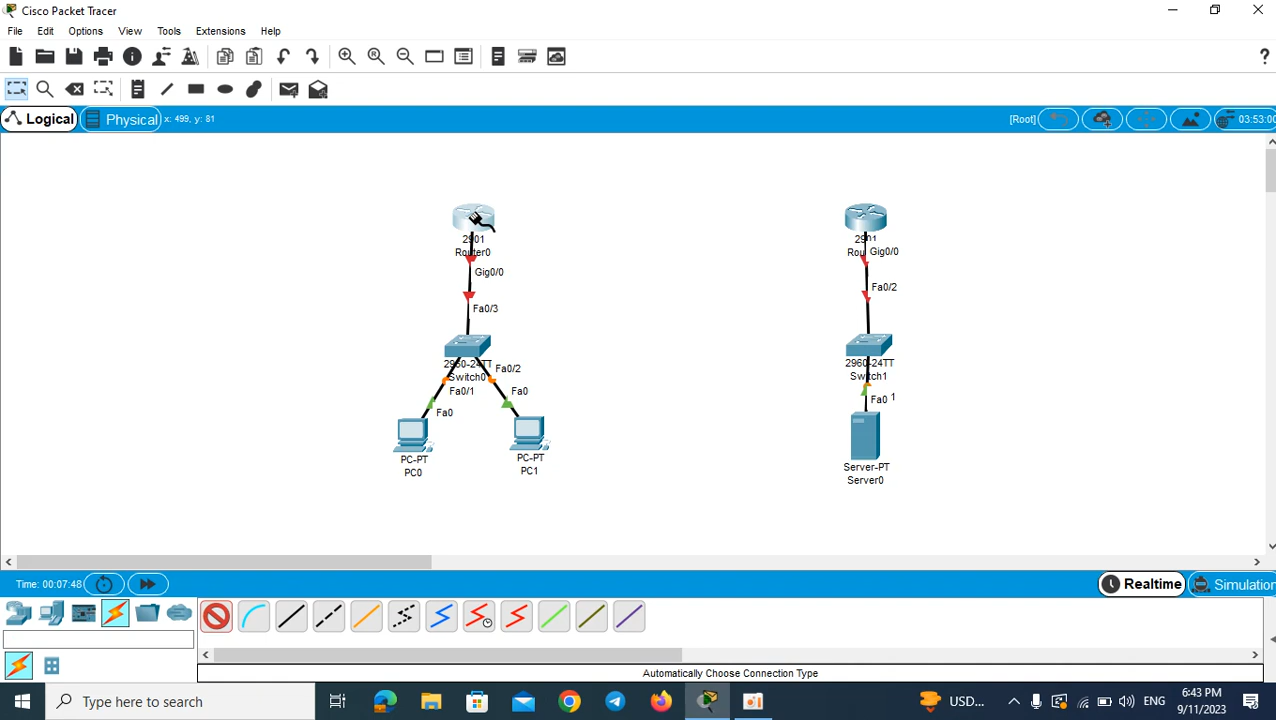 Cisco Packet Tracer
File Edit Options View Tools Extensions Help
Logical Physical x: 499, y: 81 [Root] 03:53:00
2901
Router0
Gig0/0
Fa0/3
2960-24TT
Switch0
Fa0/2
Fa0/1
Fa0
Fa0
PC-PT
PC0
PC-PT
PC1
Gig0/0
Fa0/2
2960-24TT
Switch1
Fa0
Server-PT
Server0
Time: 00:07:48 Realtime Simulation
Automatically Choose Connection Type
Type here to search
USD...
ENG
6:43 PM
9/11/2023